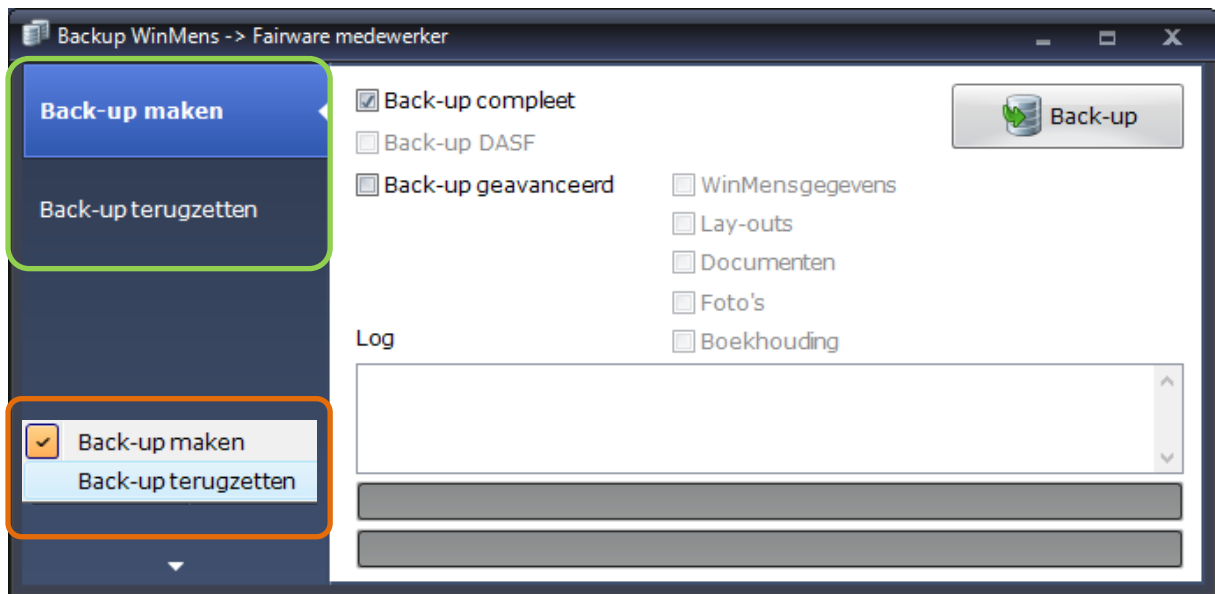 Backup WinMens -> Fairware medewerker
Back-up maken
Back-up terugzetten
Back-up compleet
Back-up
Back-up DASF
Back-up geavanceerd
WinMensgegevens
Lay-outs
Documenten
Foto's
Boekhouding
Log
Back-up maken
Back-up terugzetten